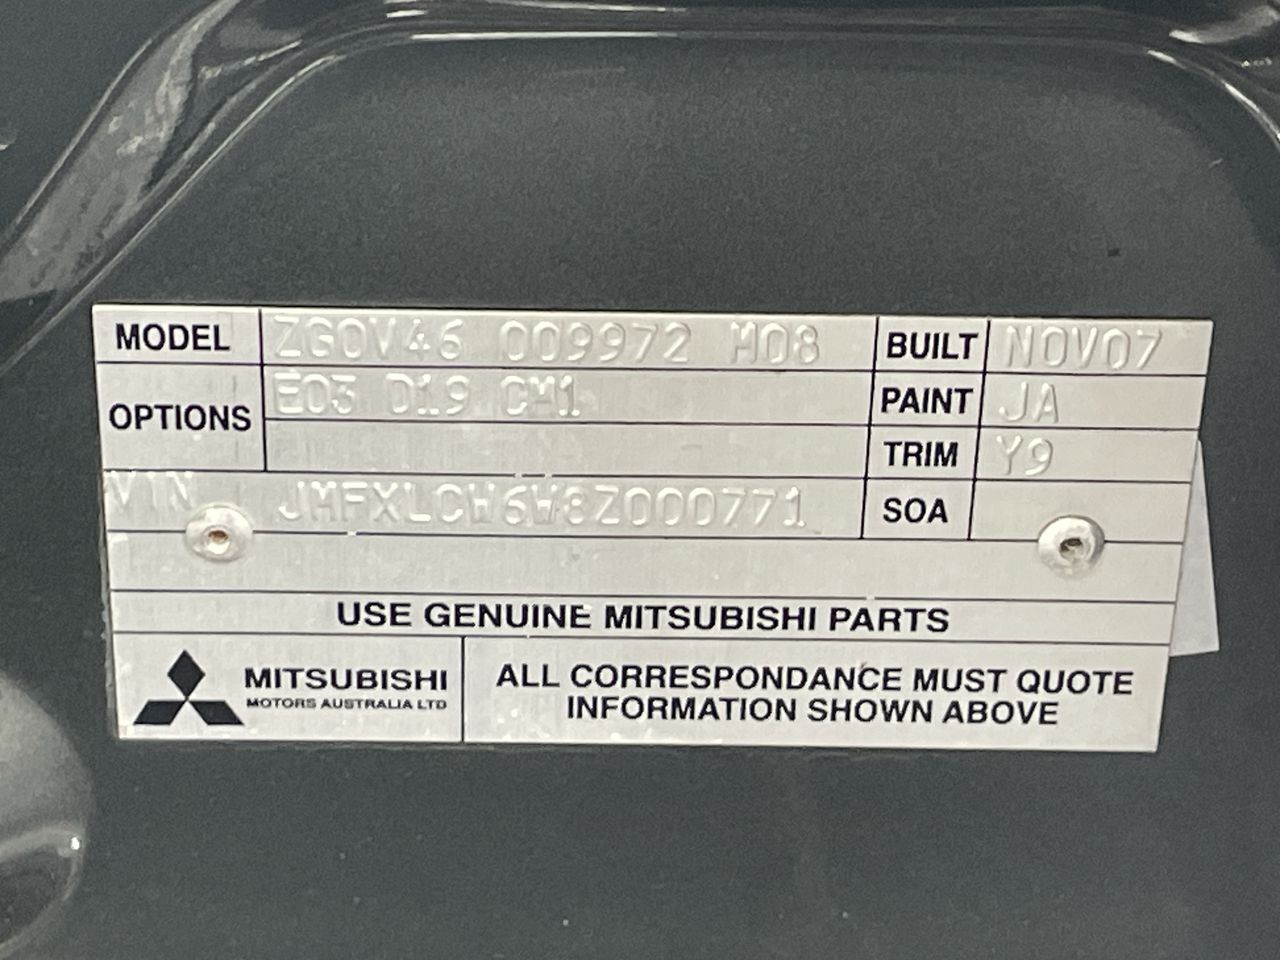 MODEL ZG0V46 009972 M08 BUILT NOV07
OPTIONS E03 D19 CM1 PAINT JA
TRIM Y9
VIN JMFXLCW6W8Z000771 SOA
USE GENUINE MITSUBISHI PARTS
MITSUBISHI
MOTORS AUSTRALIA LTD
ALL CORRESPONDANCE MUST QUOTE
INFORMATION SHOWN ABOVE